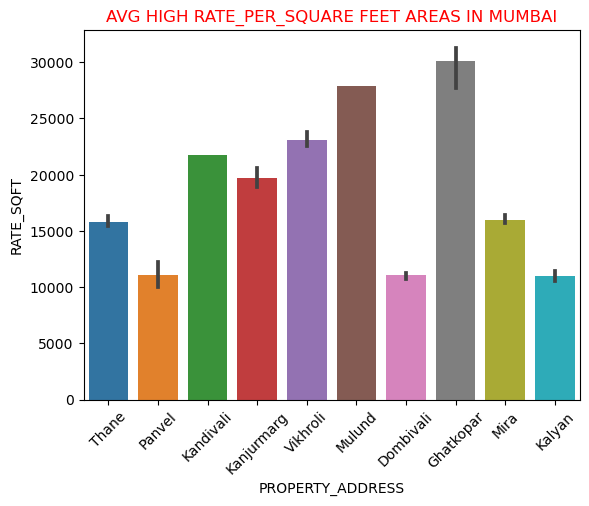 AVG HIGH RATE_PER_SQUARE FEET AREAS IN MUMBAI
RATE_SQFT
30000
25000
20000
15000
10000
5000
0
Thane
Panvel
Kandivali
Kanjurmarg
Vikhroli
Mulund
Dombivali
Ghatkopar
Mira
Kalyan
PROPERTY_ADDRESS